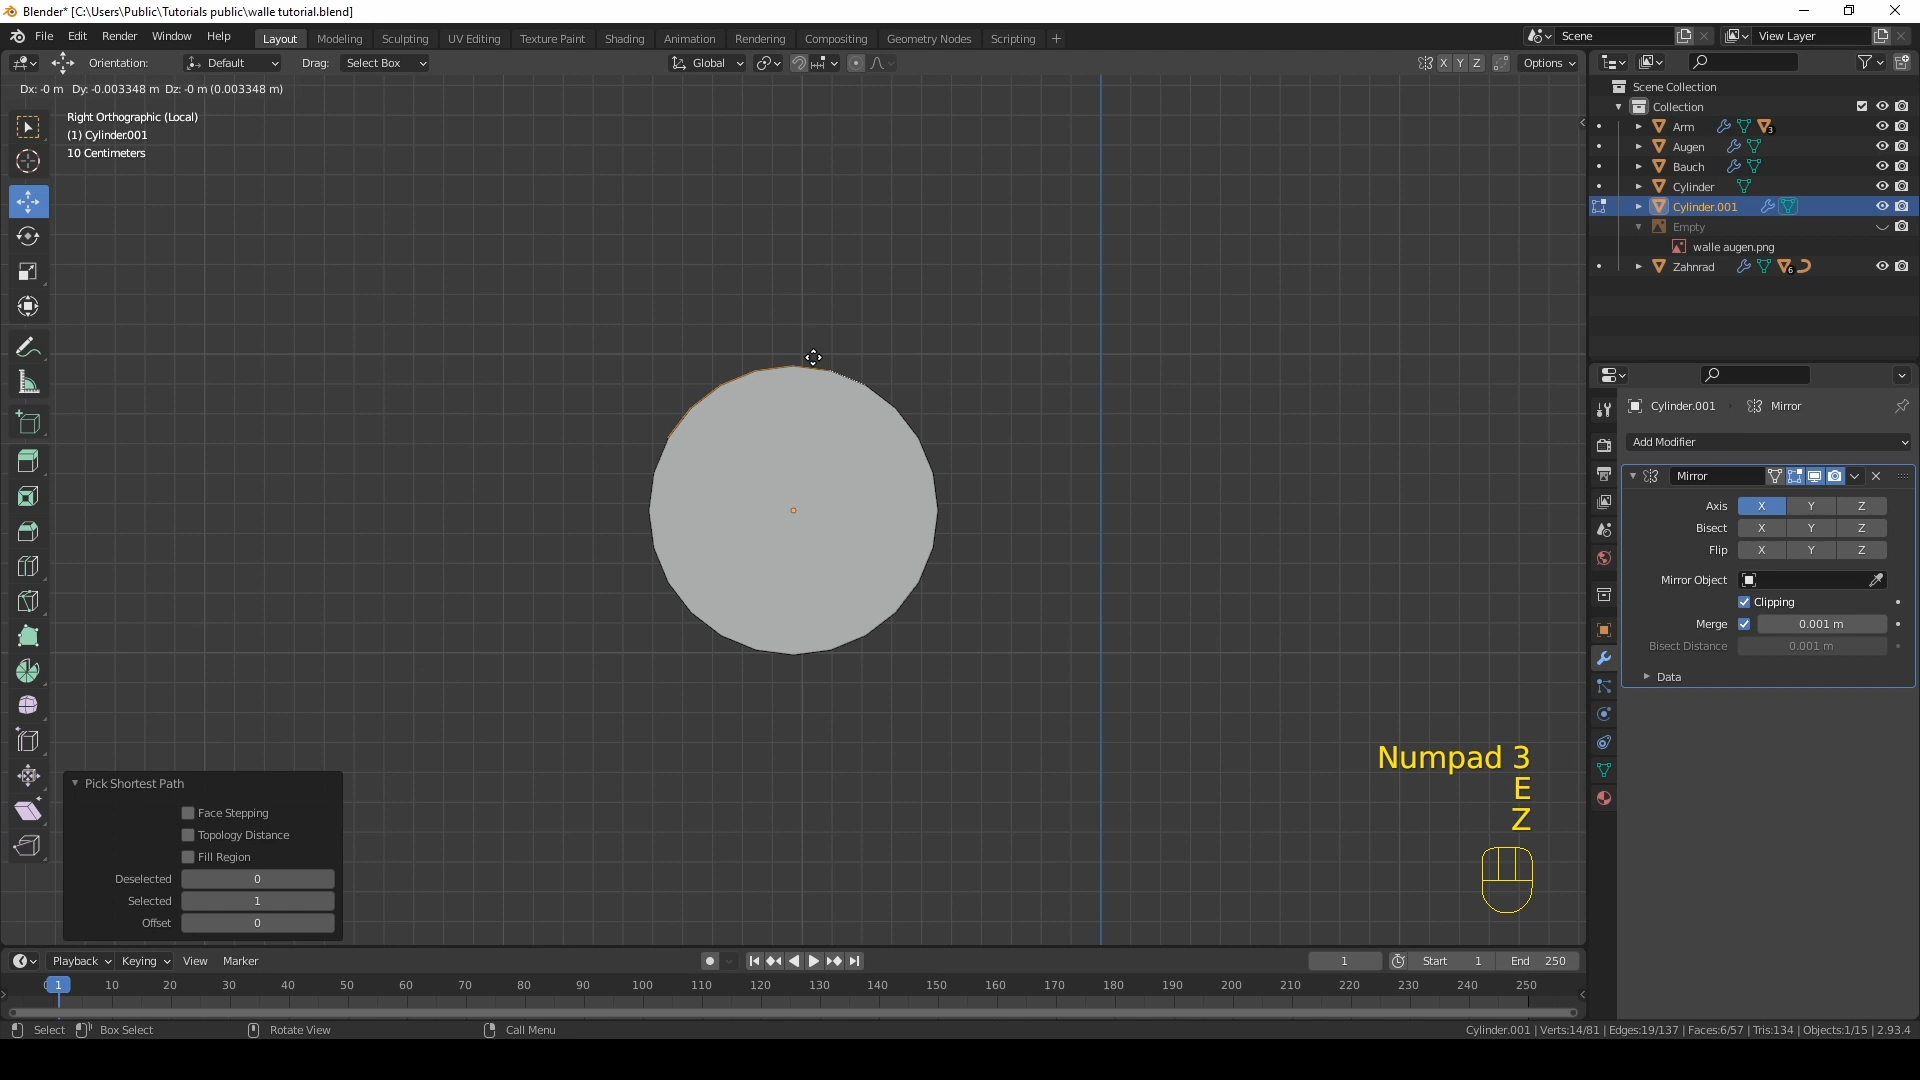 Blender* [C:\Users\Public\Tutorials public\walle tutorial.blend]
File Edit Render Window Help Layout Modeling Sculpting UV Editing Texture Paint Shading Animation Rendering Compositing Geometry Nodes Scripting + Scene View Layer
Orientation: Default Drag: Select Box Global X Y Z Options
Dx: -0 m Dy: -0.003348 m Dz: -0 m (0.003348 m)
Right Orthographic (Local)
(1) Cylinder.001
10 Centimeters
Scene Collection
Collection
Arm 3
Augen
Bauch
Cylinder
Cylinder.001
Empty
walle augen.png
Zahnrad 6
Cylinder.001 Mirror
Add Modifier
Mirror
Axis X Y Z
Bisect X Y Z
Flip X Y Z
Mirror Object
Clipping
Merge 0.001 m
Bisect Distance 0.001 m
Data
Numpad 3
E
Z
Pick Shortest Path
Face Stepping
Topology Distance
Fill Region
Deselected 0
Selected 1
Offset 0
Playback Keying View Marker 1 Start 1 End 250
1 10 20 30 40 50 60 70 80 90 100 110 120 130 140 150 160 170 180 190 200 210 220 230 240 250
Select Box Select Rotate View Call Menu Cylinder.001 | Verts:14/81 | Edges:19/137 | Faces:6/57 | Tris:134 | Objects:1/15 | 2.93.4